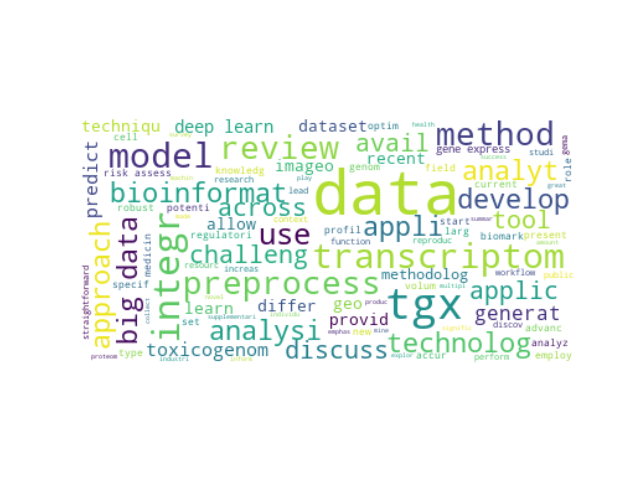 techniqu
deep learn
dataset
optim
health
cell
review
avail
method
model
recent
gene express
studi
role
gema
risk assess
knowledg
imageo
genom
field
analyt
success
predict
bioinformat
play
lead
data
current
great
develop
robust
potenti
research
across
allow
context
profil
appli
start
summar
tool
medicin
regulatori
function
reproduc
larg
biomark
present
approach
big data
integr
made
use
challeng
transcriptom
amount
straightforward
specif
resourc
increas
methodolog
workflow
preprocess
volum
multipl
public
applic
collect
novel
learn
differ
geo
produc
tgx
generat
set
supplementari
individu
provid
new
mine
discov
advanc
signific
proteom
type
analysi
emphas
technolog
analyz
toxicogenom
discuss
industri
inform
explor
accur
perform
employ